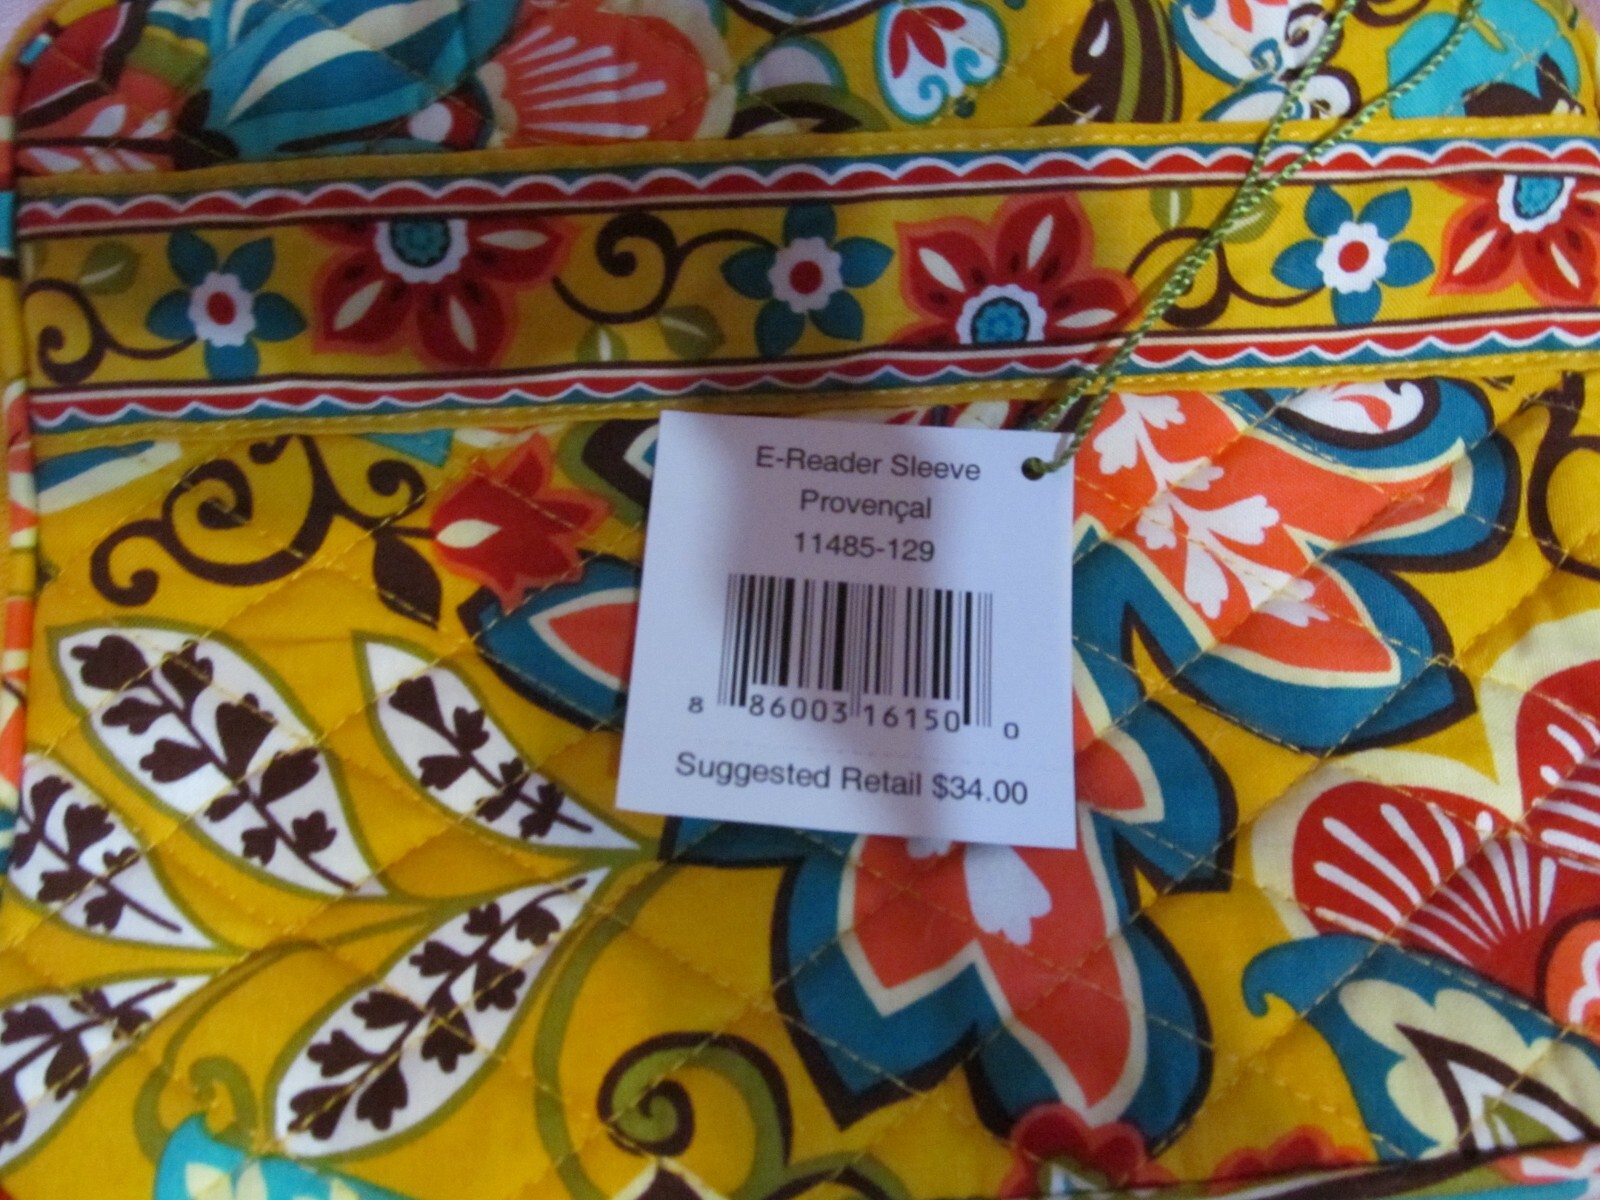 E-Reader Sleeve
Provençal
11485-129
8 86003 16150 0
Suggested Retail $34.00